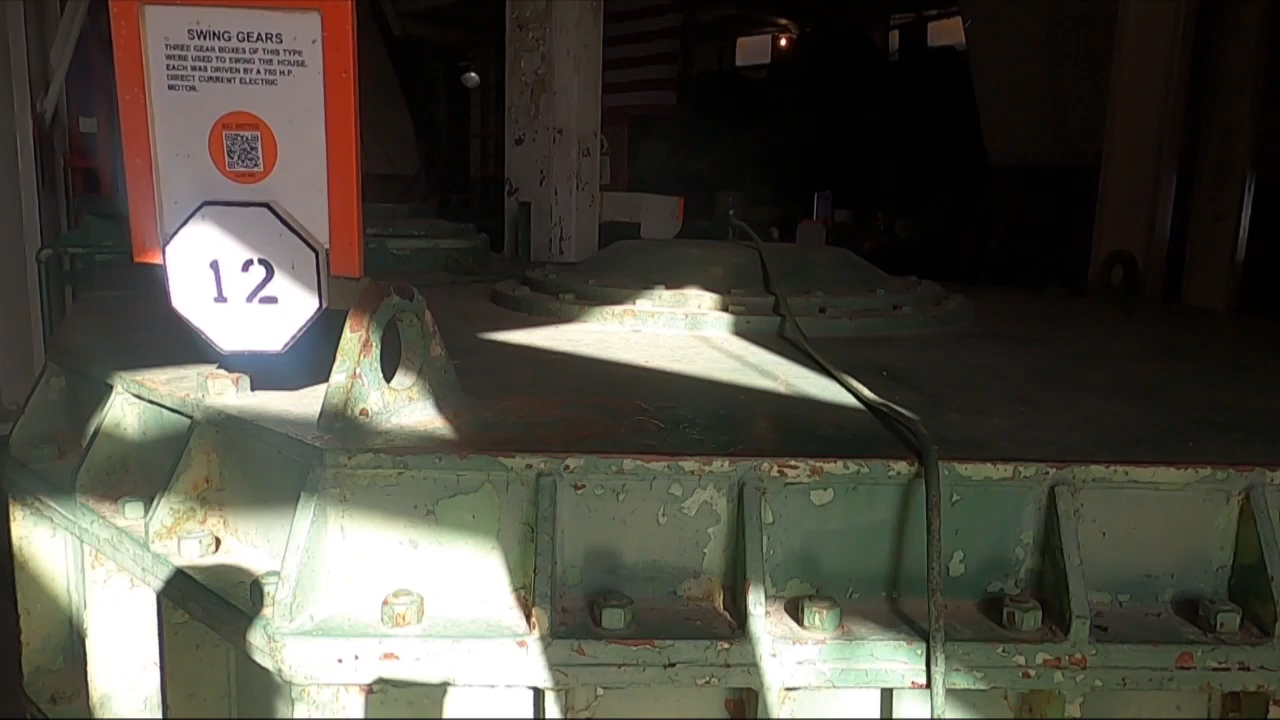 SWING GEARS
THREE GEAR BOXES OF THIS TYPE
WERE USED TO SWING THE HOUSE.
EACH WAS DRIVEN BY A 750 H.P.
DIRECT CURRENT ELECTRIC
MOTOR.
12